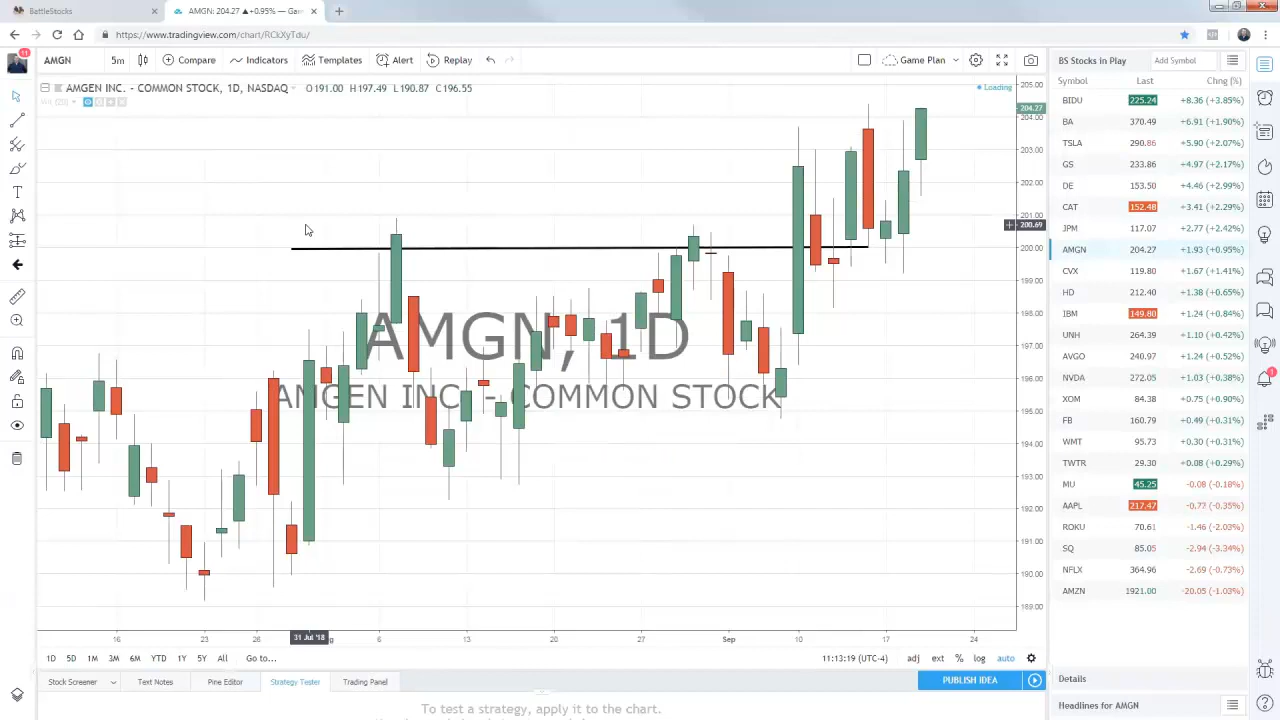 BattleStocks × AMGN: 204.27 ▲+0.95% — Gam × +
https://www.tradingview.com/chart/RCkXyTdu/
11 AMGN 5m Compare Indicators Templates Alert Replay Game Plan
AMGEN INC. - COMMON STOCK, 1D, NASDAQ O 191.00 H 197.49 L 190.87 C 196.55
Loading
205.00
204.27
204.00
203.00
202.00
201.00
200.69
200.00
199.00
198.00
197.00
196.00
195.00
194.00
193.00
192.00
191.00
190.00
189.00
AMGN, 1D
AMGEN INC. - COMMON STOCK
16 23 26 31 Jul '18 6 13 20 27 Sep 10 17 24
1D 5D 1M 3M 6M YTD 1Y 5Y All Go to... 11:13:19 (UTC-4) adj ext % log auto
Stock Screener Text Notes Pine Editor Strategy Tester Trading Panel PUBLISH IDEA
To test a strategy, apply it to the chart.
BS Stocks in Play Add Symbol
Symbol Last Chng (%)
BIDU 225.24 +8.36 (+3.85%)
BA 370.49 +6.91 (+1.90%)
TSLA 290.86 +5.90 (+2.07%)
GS 233.86 +4.97 (+2.17%)
DE 153.50 +4.46 (+2.99%)
CAT 152.48 +3.41 (+2.29%)
JPM 117.07 +2.77 (+2.42%)
AMGN 204.27 +1.93 (+0.95%)
CVX 119.80 +1.67 (+1.41%)
HD 212.40 +1.38 (+0.65%)
IBM 149.80 +1.24 (+0.84%)
UNH 264.39 +1.10 (+0.42%)
AVGO 240.97 +1.24 (+0.52%)
NVDA 272.05 +1.03 (+0.38%)
XOM 84.38 +0.75 (+0.90%)
FB 160.79 +0.49 (+0.31%)
WMT 95.73 +0.30 (+0.31%)
TWTR 29.30 +0.08 (+0.29%)
MU 45.25 -0.08 (-0.18%)
AAPL 217.47 -0.77 (-0.35%)
ROKU 70.61 -1.46 (-2.03%)
SQ 85.05 -2.94 (-3.34%)
NFLX 364.96 -2.69 (-0.73%)
AMZN 1921.00 -20.05 (-1.03%)
1
Details
Headlines for AMGN